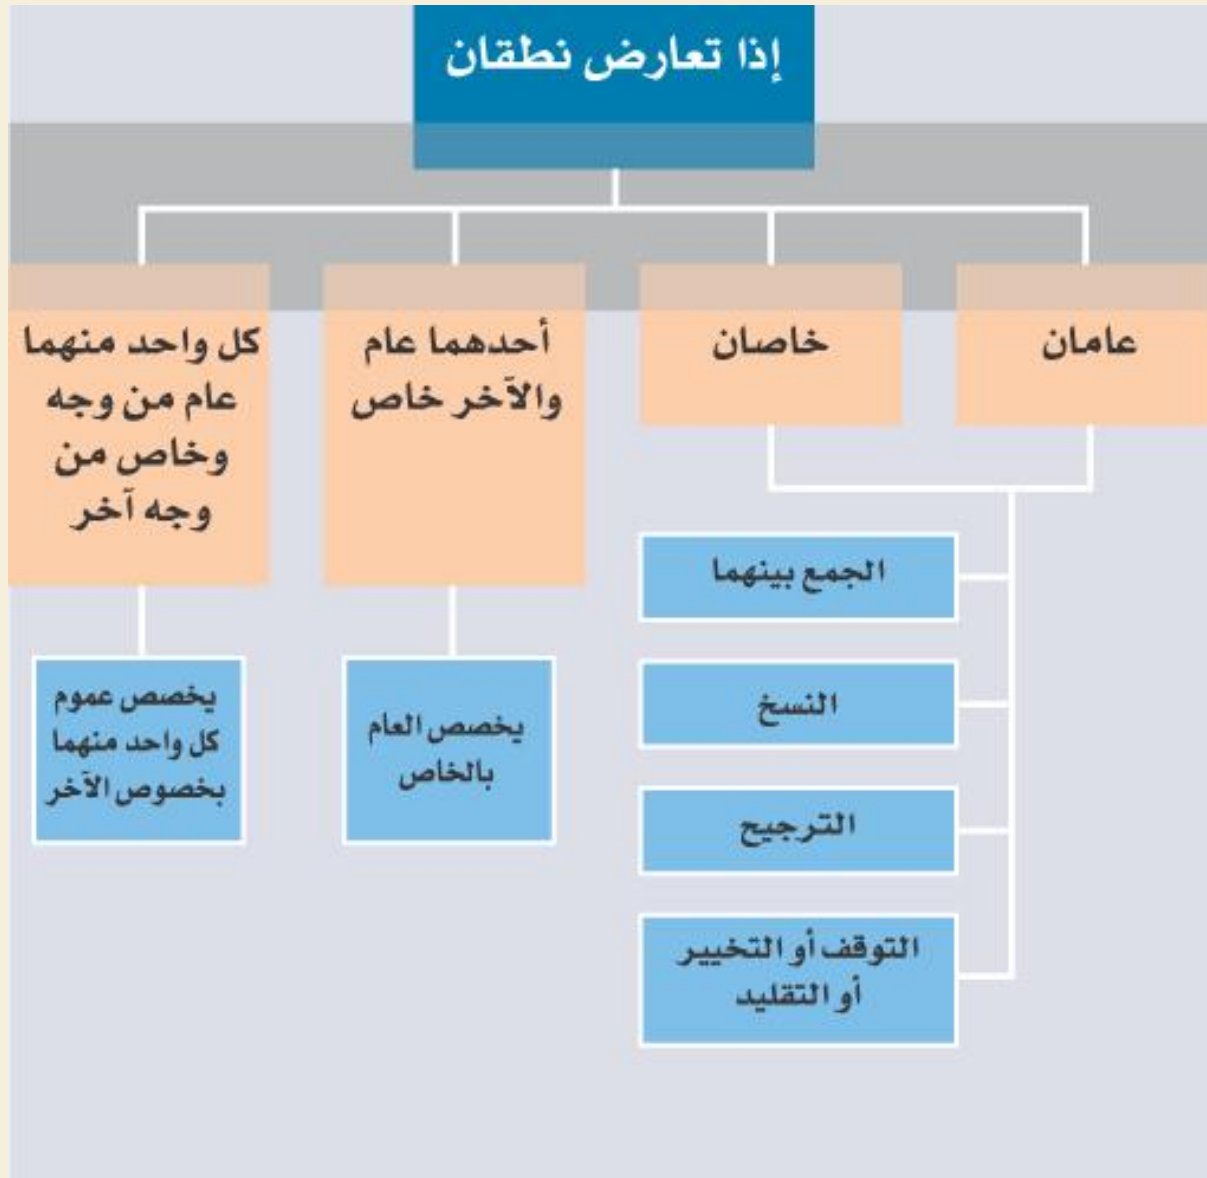 إذا تعارض نطقان
عامان
خاصان
أحدهما عام
والآخر خاص
كل واحد منهما
عام من وجه
وخاص من
وجه آخر
الجمع بينهما
النسخ
الترجيح
التوقف أو التخيير
أو التقليد
يخصص العام
بالخاص
يخصص عموم
كل واحد منهما
بخصوص الآخر